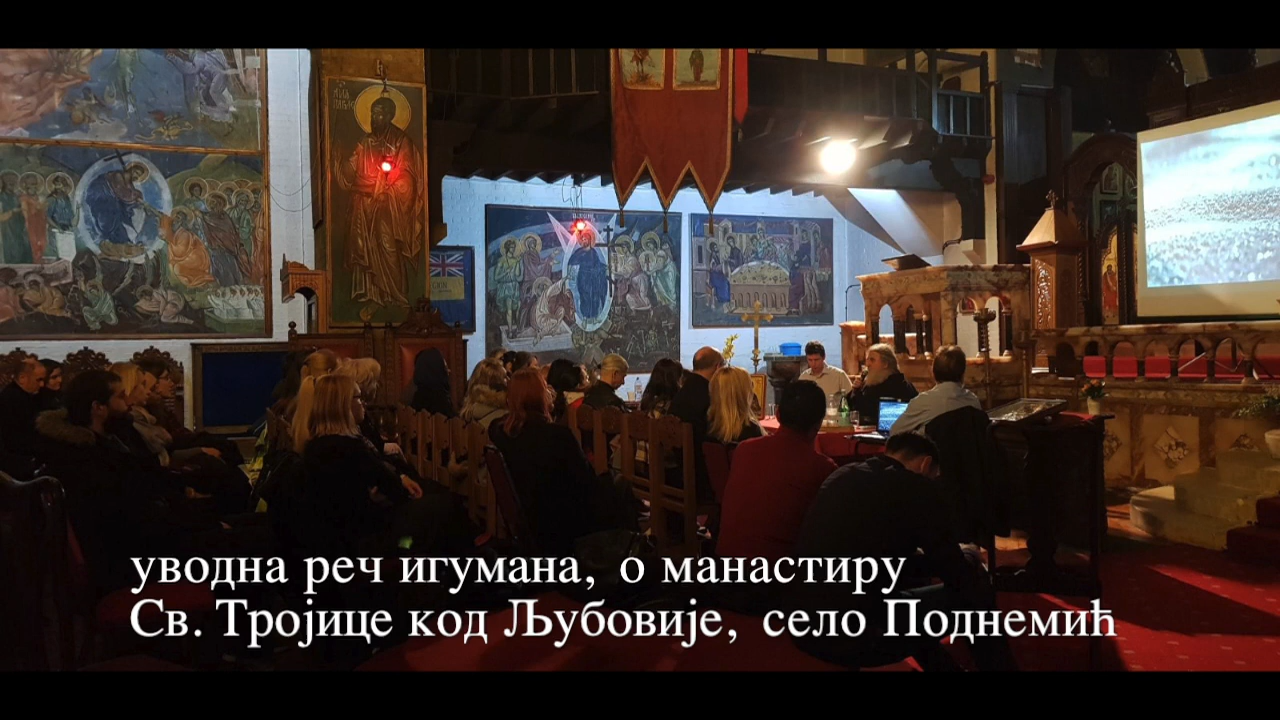 уводна реч игумана, о манастиру
Св. Тројице код Љубовије, село Поднемић